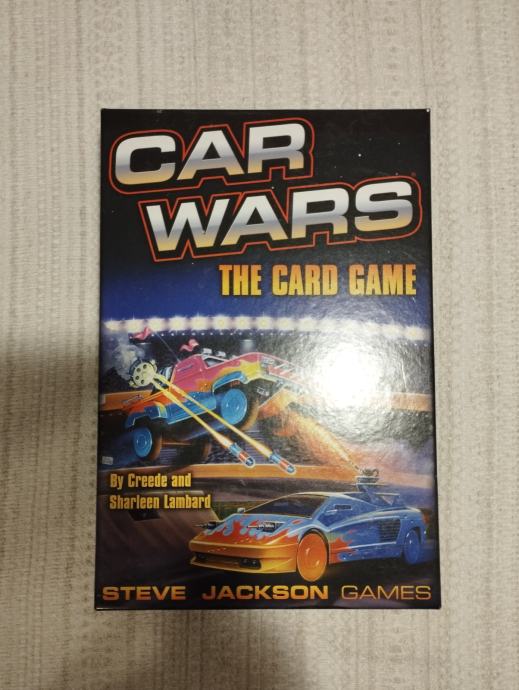 CAR
WARS
THE CARD GAME
By Creede and
Sharleen Lambard
STEVE JACKSON GAMES